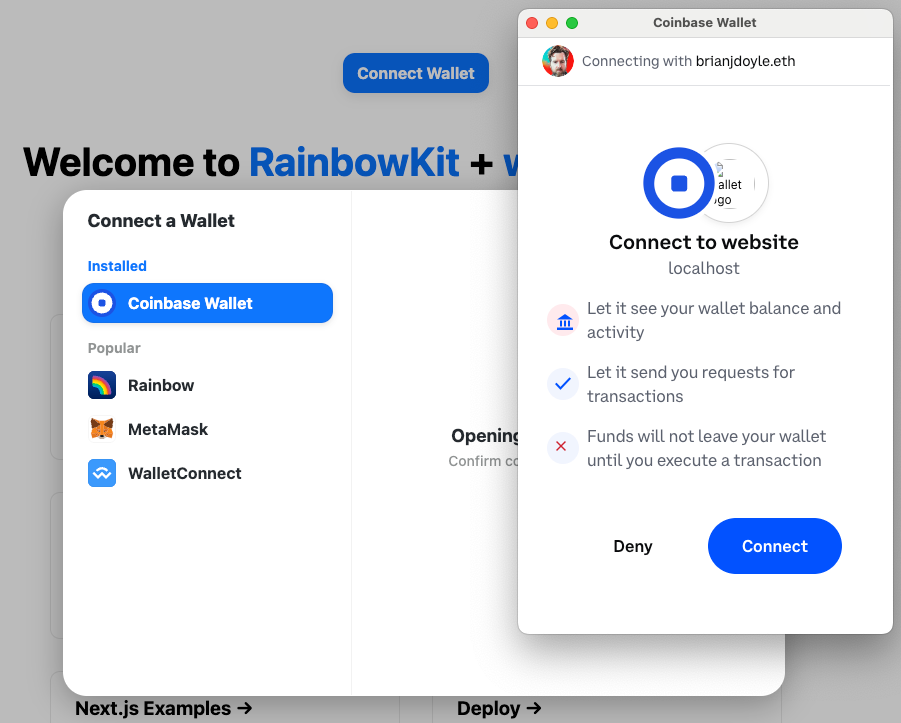 Connect Wallet
Welcome to RainbowKit +
Connect a Wallet
Installed
Coinbase Wallet
Popular
Rainbow
MetaMask
WalletConnect
Opening
Confirm
Next.js Examples →
Deploy →
Coinbase Wallet
Connecting with brianjdoyle.eth
Connect to website
localhost
Let it see your wallet balance and
activity
Let it send you requests for
transactions
Funds will not leave your wallet
until you execute a transaction
Deny
Connect